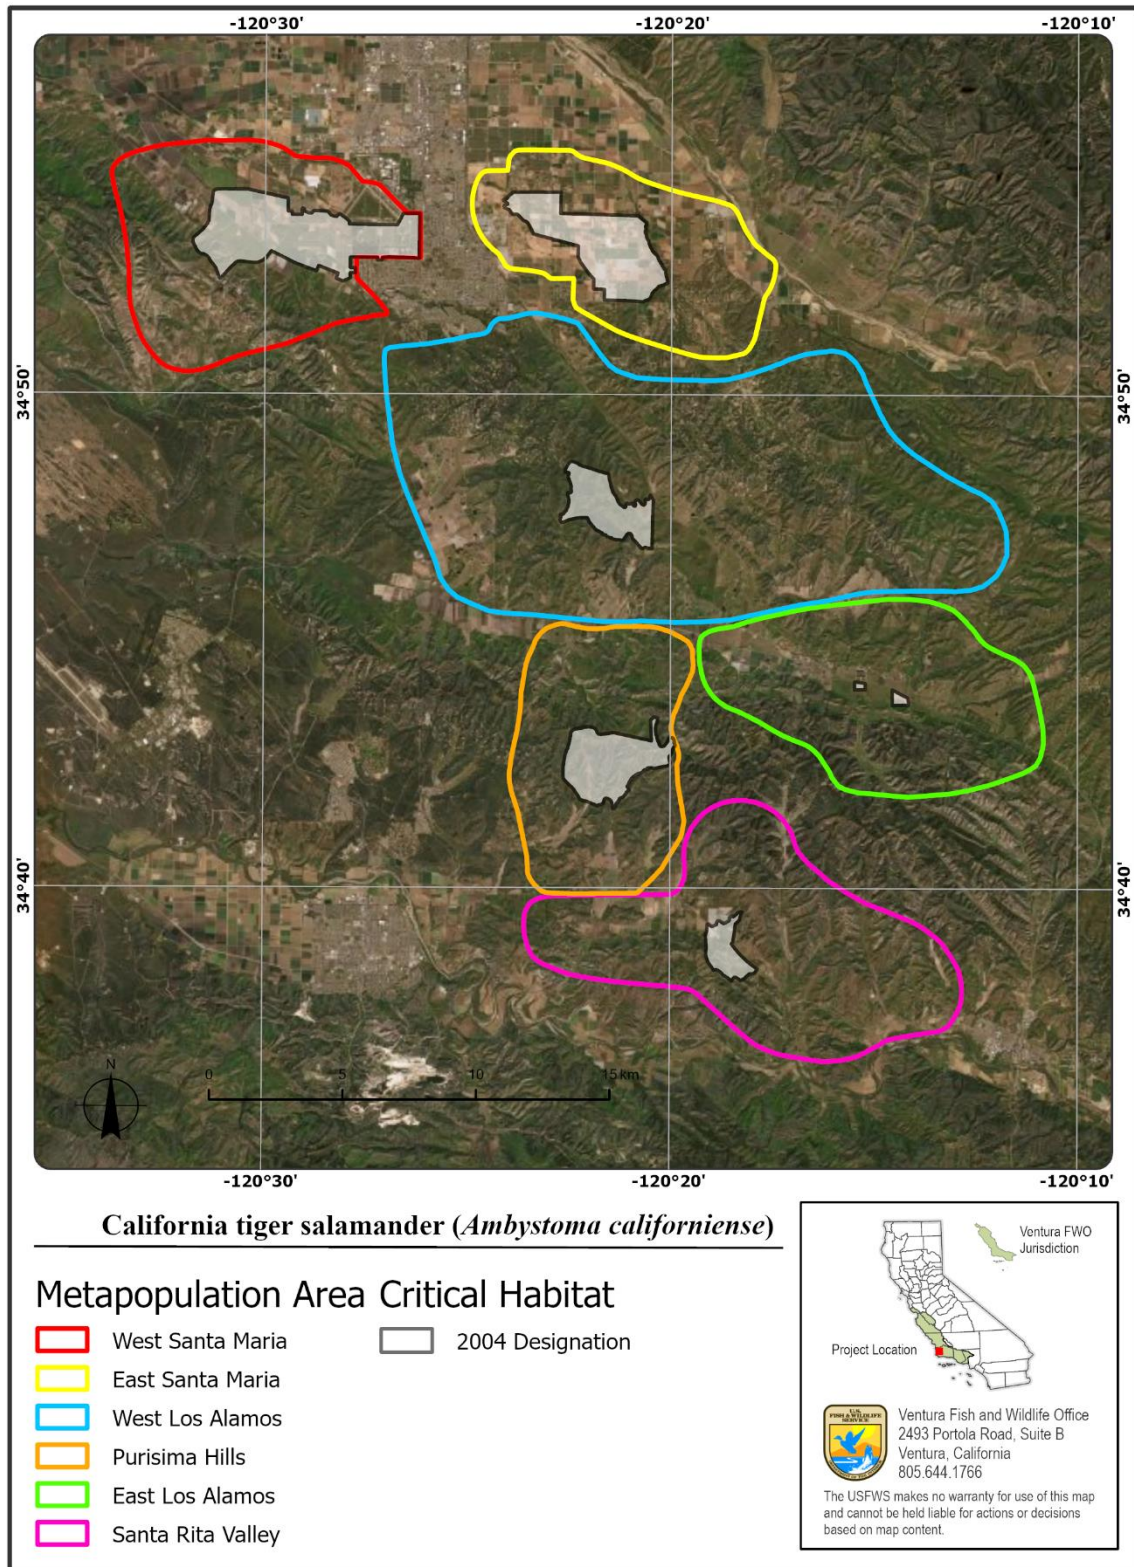 -120°30'
-120°20'
-120°10'
34°50'
34°50'
34°40'
34°40'
N
0
5
10
15 km
-120°30'
-120°20'
-120°10'
California tiger salamander (Ambystoma californiense)
Metapopulation Area
West Santa Maria
East Santa Maria
West Los Alamos
Purisima Hills
East Los Alamos
Santa Rita Valley
Critical Habitat
2004 Designation
Ventura FWO
Jurisdiction
Project Location
U.S.
FISH & WILDLIFE
SERVICE
Ventura Fish and Wildlife Office
2493 Portola Road, Suite B
Ventura, California
805.644.1766
The USFWS makes no warranty for use of this map
and cannot be held liable for actions or decisions
based on map content.